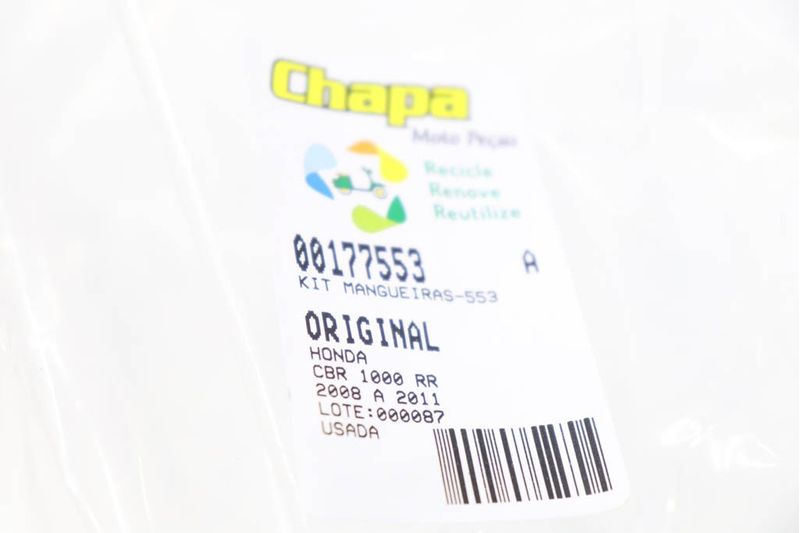 Chapa
Moto Peças
Recicle
Renove
Reutilize
00177553 A
KIT MANGUEIRAS-553
ORIGINAL
HONDA
CBR 1000 RR
2008 A 2011
LOTE:000087
USADA